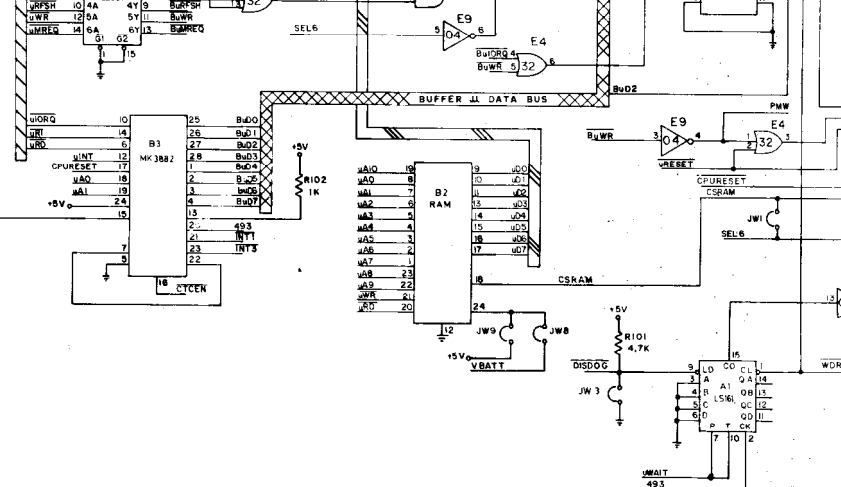 uRFSH 10 4A 4Y 9 BuRFSH
uWR 12 5A 5Y 11 BuWR
uMREQ 14 6A 6Y 13 BuMREQ
G1 G2
1 15
13 32
SEL6
E9
5 04 6
E4
BuIORQ 4
BuWR 5 32 6
BuD2
BUFFER µ DATA BUS
PMW
E9
BuWR 3 04 4
E4
1
2 32 3
uRESET
CPURESET
CSRAM
JW1
SEL6
uIORQ 10 25 BuD0
uRI 14 26 BuD1
uRD 6 27 BuD2
uINT 12 28 BuD3
CPURESET 17 1 BuD4
uA0 18 2 BuD5
uA1 19 3 BuD6
+5V 24 4 BuD7
15 13
B3
MK3882
493
21 INT1
7 23 INT3
5 22
16
CTCEN
+5V
R102
1K
uA10 19 9 uD0
uA0 8 10 uD1
uA1 7 11 uD2
uA2 6 13 uD3
uA3 5 14 uD4
uA4 4 15 uD5
uA5 3 16 uD6
uA6 2 17 uD7
uA7 1
uA8 23
uA9 22 18 CSRAM
uWR 21
uRD 20 24
B2
RAM
12
JW9 JW8
+5V
VBATT
+5V
R101
4,7K
DISDOG
JW 3
15
9 LD CO CL 1
3 A QA 14
4 B QB 13
5 C QC 12
6 D QD 11
A1
LS161
P T CK
7 10 2
13
WDR
uWAIT
493